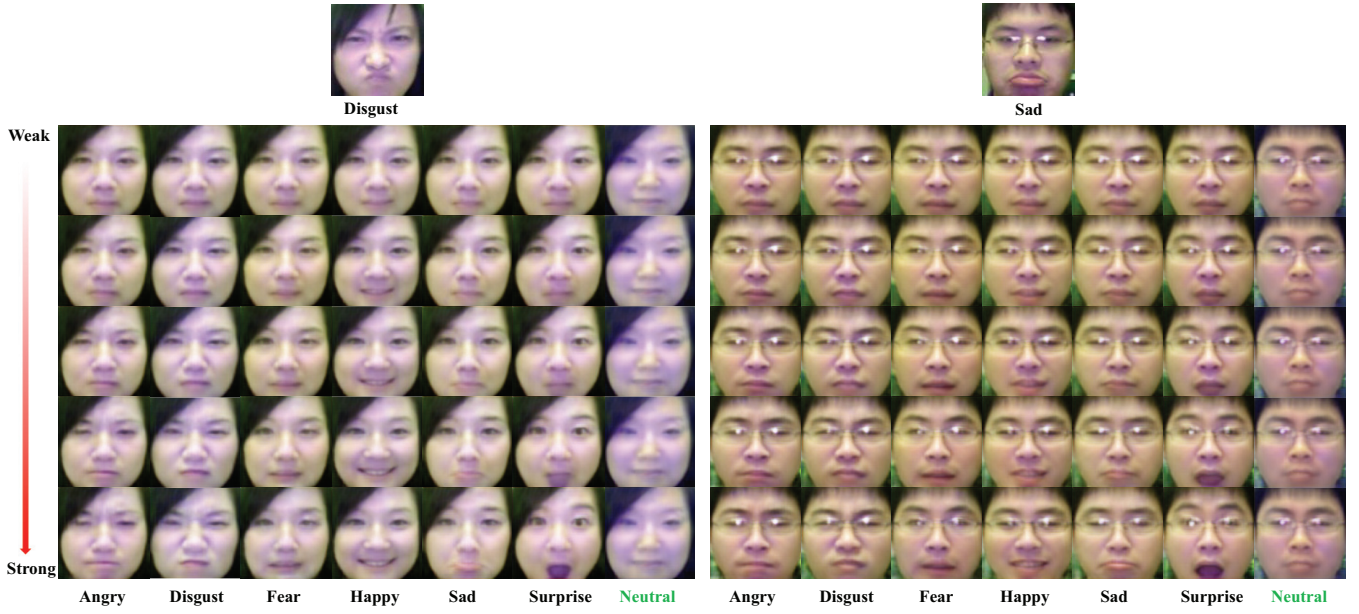 Disgust
Sad
Weak
Strong
Angry Disgust Fear Happy Sad Surprise Neutral
Angry Disgust Fear Happy Sad Surprise Neutral